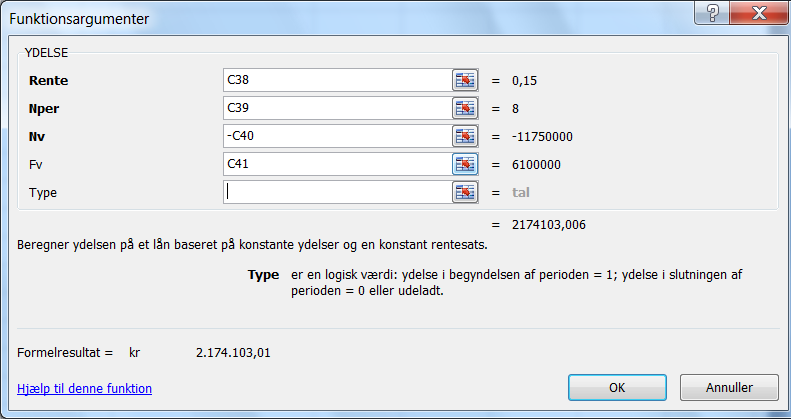 Funktionsargumenter
YDELSE
Rente C38 = 0,15
Nper C39 = 8
Nv -C40 = -11750000
Fv C41 = 6100000
Type = tal
= 2174103,006
Beregner ydelsen på et lån baseret på konstante ydelser og en konstant rentesats.
Type er en logisk værdi: ydelse i begyndelsen af perioden = 1; ydelse i slutningen af
perioden = 0 eller udeladt.
Formelresultat = kr 2.174.103,01
Hjælp til denne funktion
OK Annuller